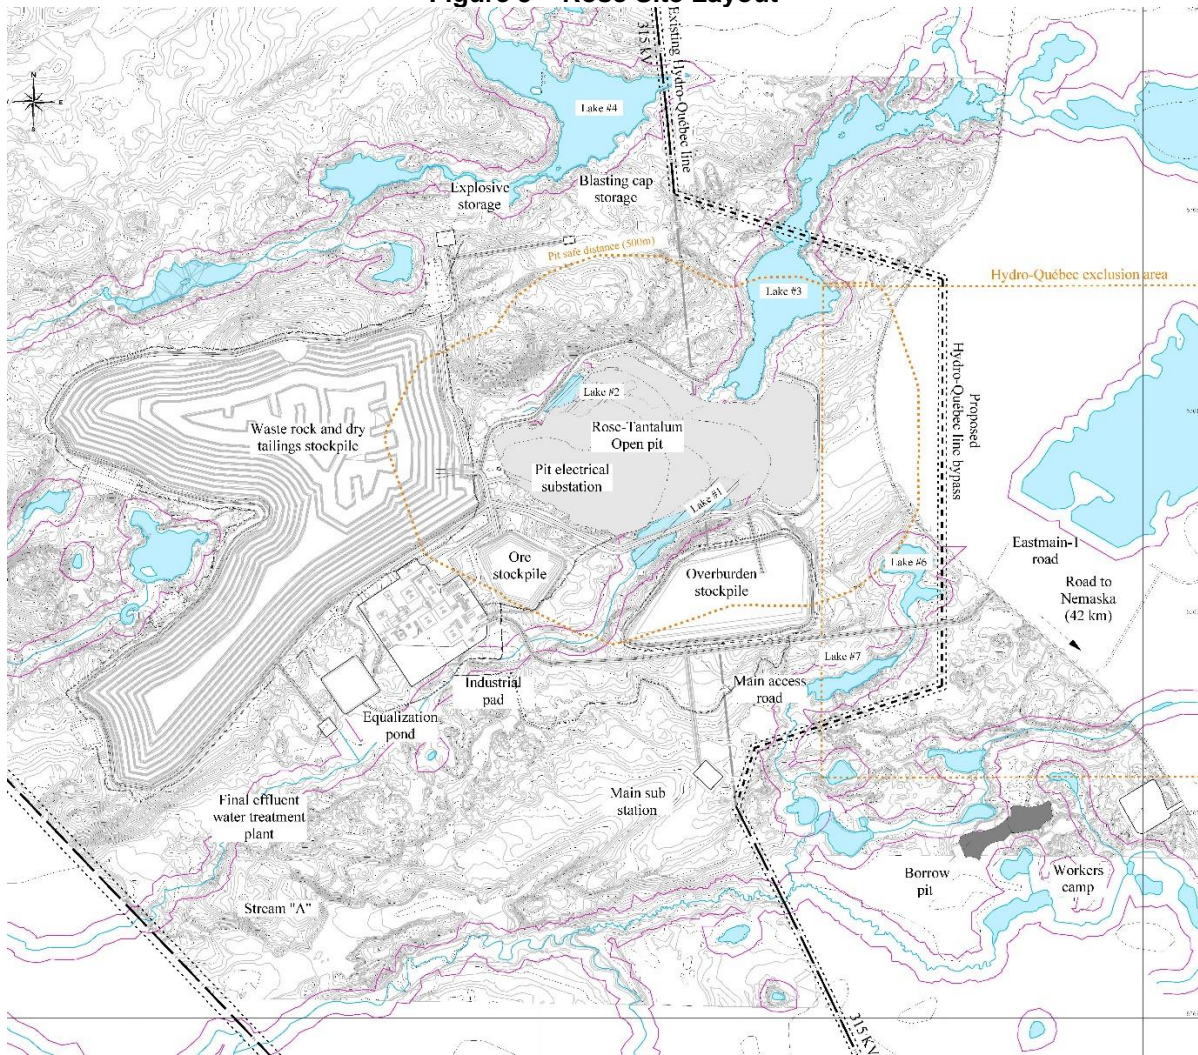 Figure 3 – Rose Site Layout
N
E
S
315 KV
Existing Hydro-Québec line
Lake #4
Explosive
storage
Blasting cap
storage
Pit safe distance (500m)
Hydro-Québec exclusion area
Lake #3
Lake #2
Rose-Tantalum
Open pit
Waste rock and dry
tailings stockpile
Pit electrical
substation
Proposed
Hydro-Québec line bypass
Lake #1
Ore
stockpile
Overburden
stockpile
Lake #6
Eastmain-1
road
Road to
Nemaska
(42 km)
Lake #7
Industrial
pad
Main access
road
Equalization
pond
Final effluent
water treatment
plant
Main sub
station
Borrow
pit
Workers
camp
Stream "A"
315 KV